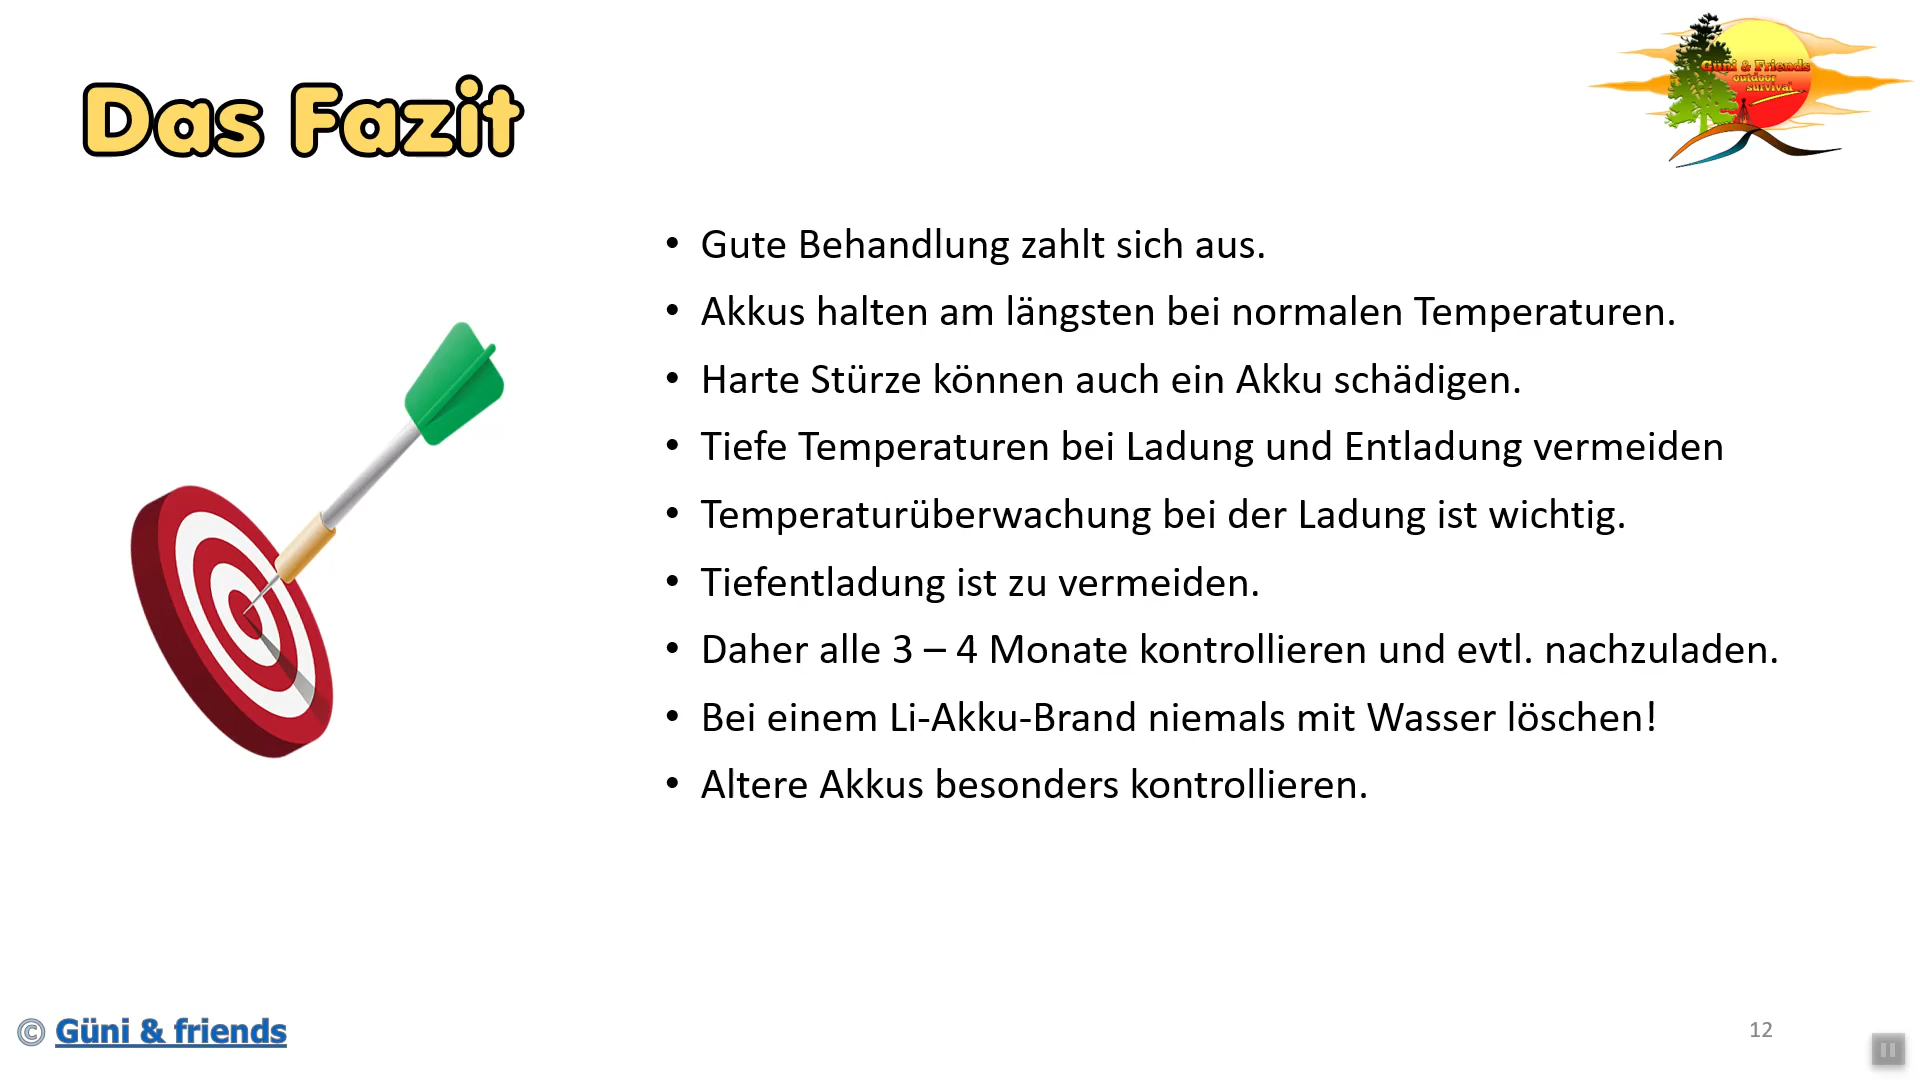 Das Fazit
Güni & Friends
outdoor
survival
• Gute Behandlung zahlt sich aus.
• Akkus halten am längsten bei normalen Temperaturen.
• Harte Stürze können auch ein Akku schädigen.
• Tiefe Temperaturen bei Ladung und Entladung vermeiden
• Temperaturüberwachung bei der Ladung ist wichtig.
• Tiefentladung ist zu vermeiden.
• Daher alle 3 – 4 Monate kontrollieren und evtl. nachzuladen.
• Bei einem Li-Akku-Brand niemals mit Wasser löschen!
• Altere Akkus besonders kontrollieren.
© Güni & friends
12